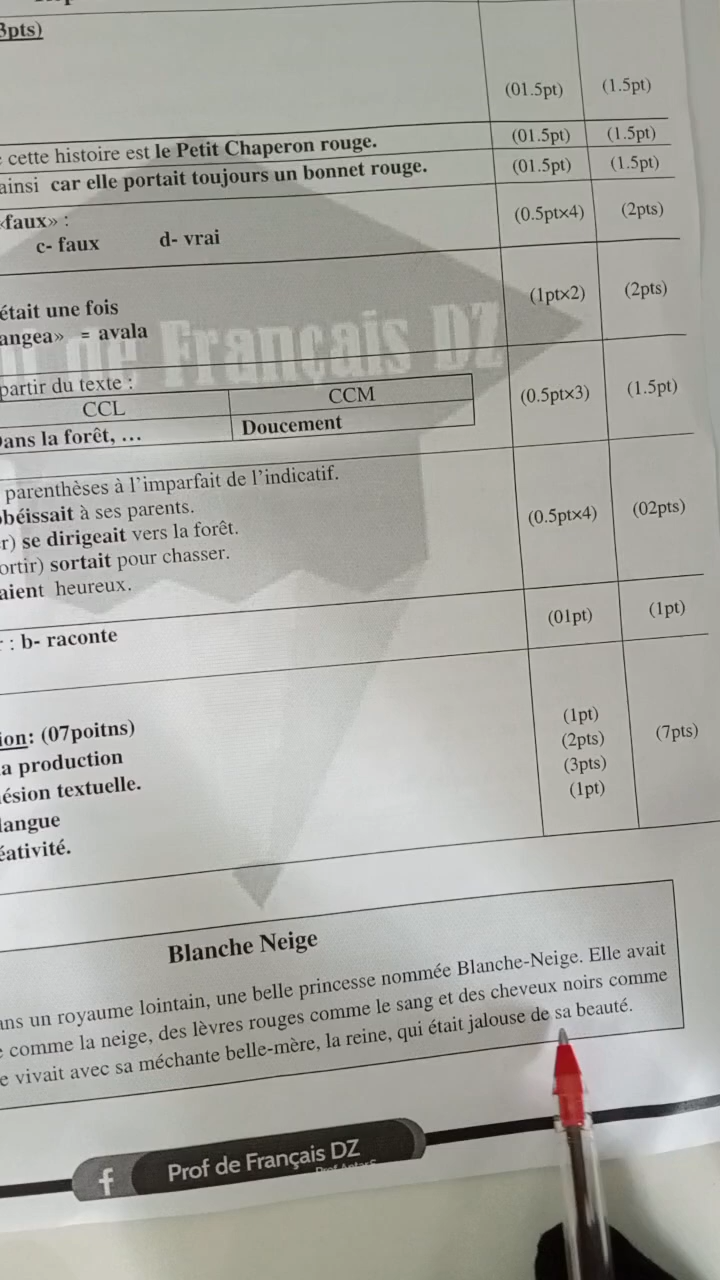 3pts)
(01.5pt) (1.5pt)
cette histoire est le Petit Chaperon rouge. (01.5pt) (1.5pt)
ainsi car elle portait toujours un bonnet rouge. (01.5pt) (1.5pt)
«faux» : (0.5pt×4) (2pts)
c- faux d- vrai
était une fois (1pt×2) (2pts)
angea» = avala
de Français DZ
partir du texte : (0.5pt×3) (1.5pt)
CCL CCM
Dans la forêt, … Doucement
parenthèses à l'imparfait de l'indicatif.
obéissait à ses parents. (0.5pt×4) (02pts)
r) se dirigeait vers la forêt.
ortir) sortait pour chasser.
aient heureux.
: b- raconte (01pt) (1pt)
ion: (07poitns) (1pt)
a production (2pts) (7pts)
ésion textuelle. (3pts)
langue (1pt)
éativité.
Blanche Neige
ans un royaume lointain, une belle princesse nommée Blanche-Neige. Elle avait
e comme la neige, des lèvres rouges comme le sang et des cheveux noirs comme
e vivait avec sa méchante belle-mère, la reine, qui était jalouse de sa beauté.
f Prof de Français DZ